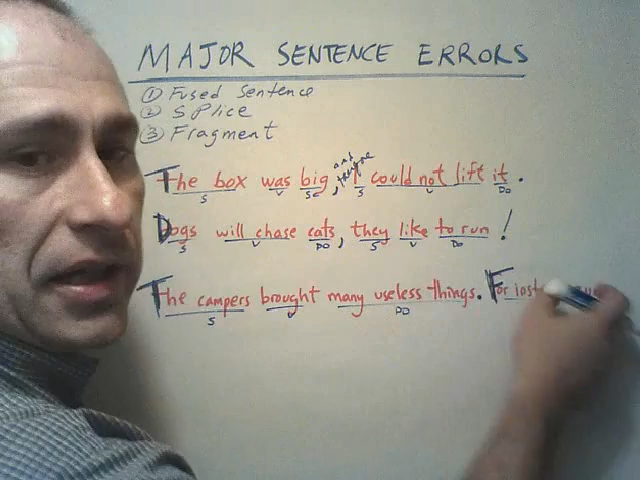 MAJOR SENTENCE ERRORS
① Fused Sentence
② SPlice
③ Fragment
and
The box was big, I could not lift it.
S V SC S V DO
Dogs will chase cats, they like to run!
S V DO S V DO
The campers brought many useless things. For
S V DO